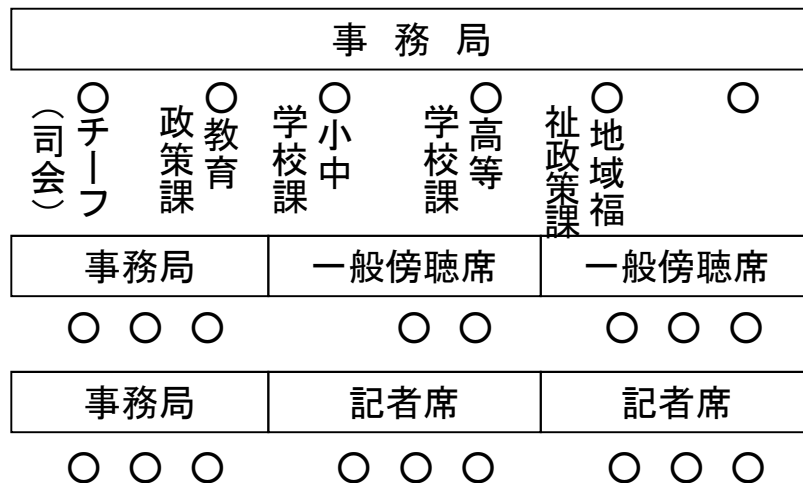 事務局
○ ○ ○ ○ ○ ○
チーフ
（司会）
教育
政策課
小中
学校課
高等
学校課
地域福
祉政策課
事務局 一般傍聴席 一般傍聴席
○ ○ ○ ○ ○ ○ ○ ○
事務局 記者席 記者席
○ ○ ○ ○ ○ ○ ○ ○ ○